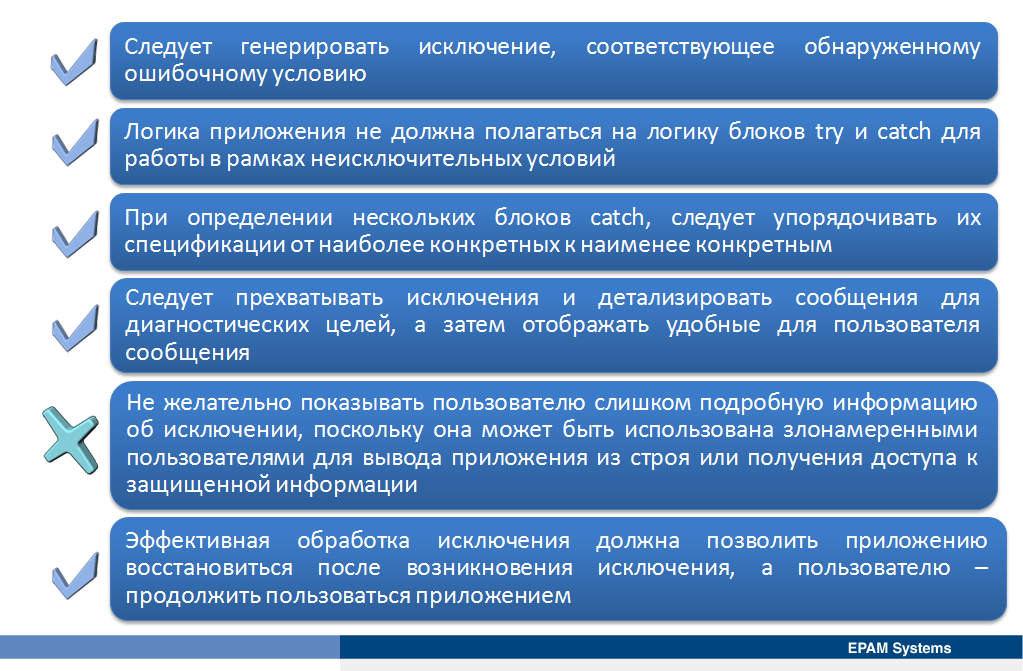 Следует генерировать исключение, соответствующее обнаруженному
ошибочному условию
Логика приложения не должна полагаться на логику блоков try и catch для
работы в рамках неисключительных условий
При определении нескольких блоков catch, следует упорядочивать их
спецификации от наиболее конкретных к наименее конкретным
Следует прехватывать исключения и детализировать сообщения для
диагностических целей, а затем отображать удобные для пользователя
сообщения
Не желательно показывать пользователю слишком подробную информацию
об исключении, поскольку она может быть использована злонамеренными
пользователями для вывода приложения из строя или получения доступа к
защищенной информации
Эффективная обработка исключения должна позволить приложению
восстановиться после возникновения исключения, а пользователю –
продолжить пользоваться приложением
EPAM Systems